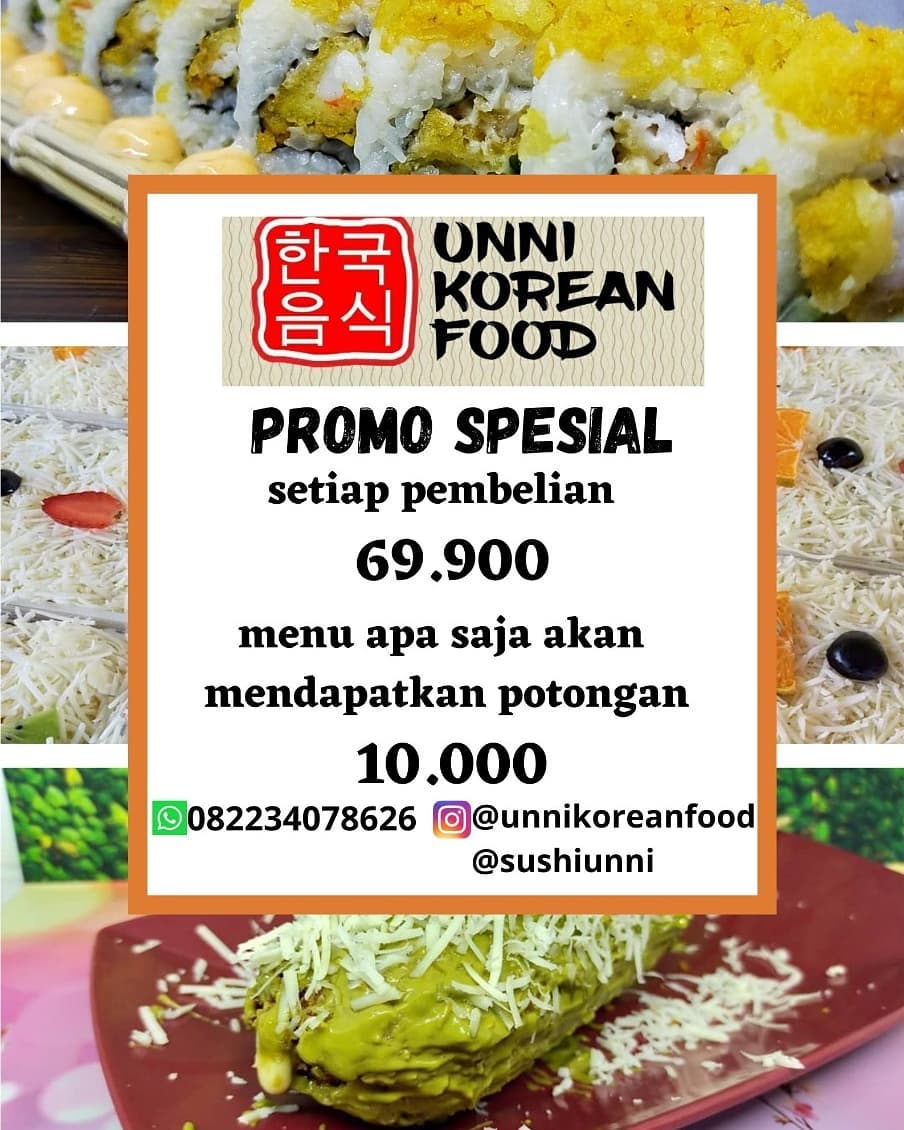 한국
음식
UNNI
KOREAN
FOOD
PROMO SPESIAL
setiap pembelian
69.900
menu apa saja akan
mendapatkan potongan
10.000
082234078626 @unnikoreanfood
@sushiunni